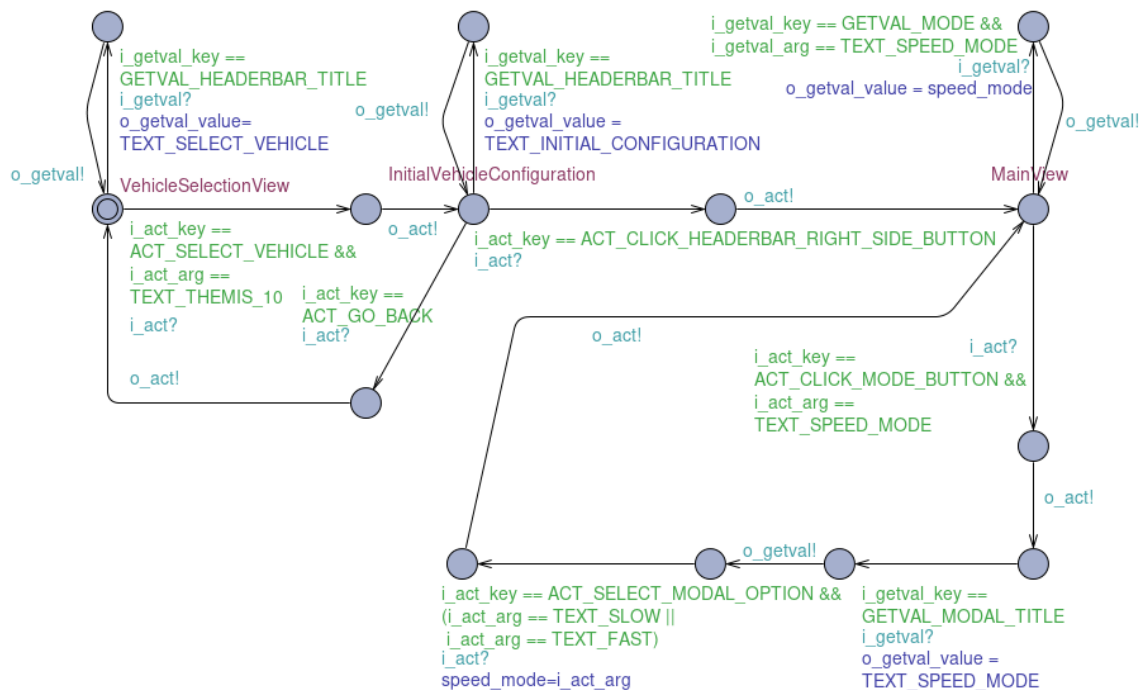 i_getval_key ==
GETVAL_HEADERBAR_TITLE
i_getval?
o_getval_value=
TEXT_SELECT_VEHICLE
o_getval!
VehicleSelectionView
i_getval_key ==
GETVAL_HEADERBAR_TITLE
i_getval?
o_getval_value =
TEXT_INITIAL_CONFIGURATION
o_getval!
InitialVehicleConfiguration
i_getval_key == GETVAL_MODE &&
i_getval_arg == TEXT_SPEED_MODE
i_getval?
o_getval_value = speed_mode
o_getval!
MainView
i_act_key ==
ACT_SELECT_VEHICLE &&
i_act_arg ==
TEXT_THEMIS_10
i_act?
o_act!
i_act_key == ACT_CLICK_HEADERBAR_RIGHT_SIDE_BUTTON
i_act?
o_act!
i_act_key ==
ACT_GO_BACK
i_act?
o_act!
o_act!
i_act?
i_act_key ==
ACT_CLICK_MODE_BUTTON &&
i_act_arg ==
TEXT_SPEED_MODE
o_act!
o_getval!
i_act_key == ACT_SELECT_MODAL_OPTION &&
(i_act_arg == TEXT_SLOW ||
i_act_arg == TEXT_FAST)
i_act?
speed_mode=i_act_arg
i_getval_key ==
GETVAL_MODAL_TITLE
i_getval?
o_getval_value =
TEXT_SPEED_MODE